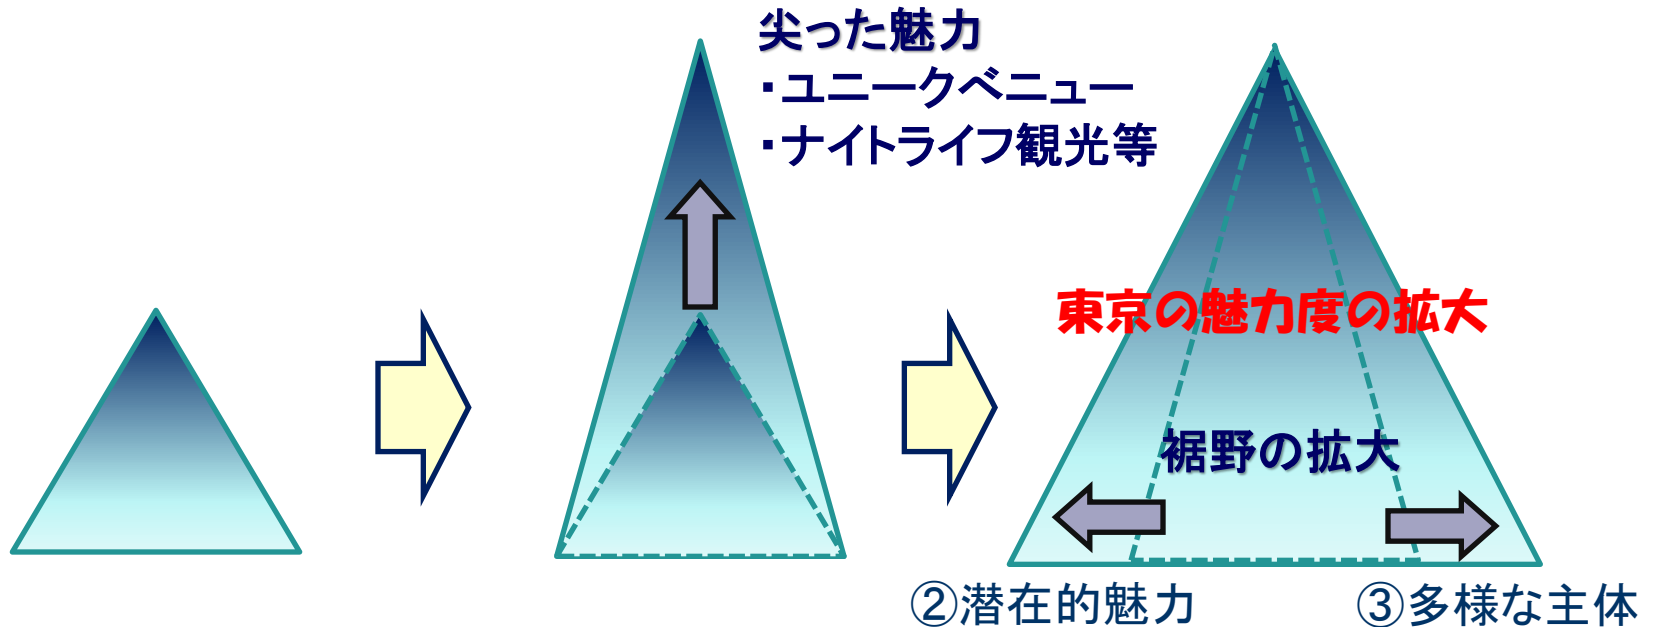 尖った魅力
・ユニークベニュー
・ナイトライフ観光等
東京の魅力度の拡大
裾野の拡大
②潜在的魅力
③多様な主体